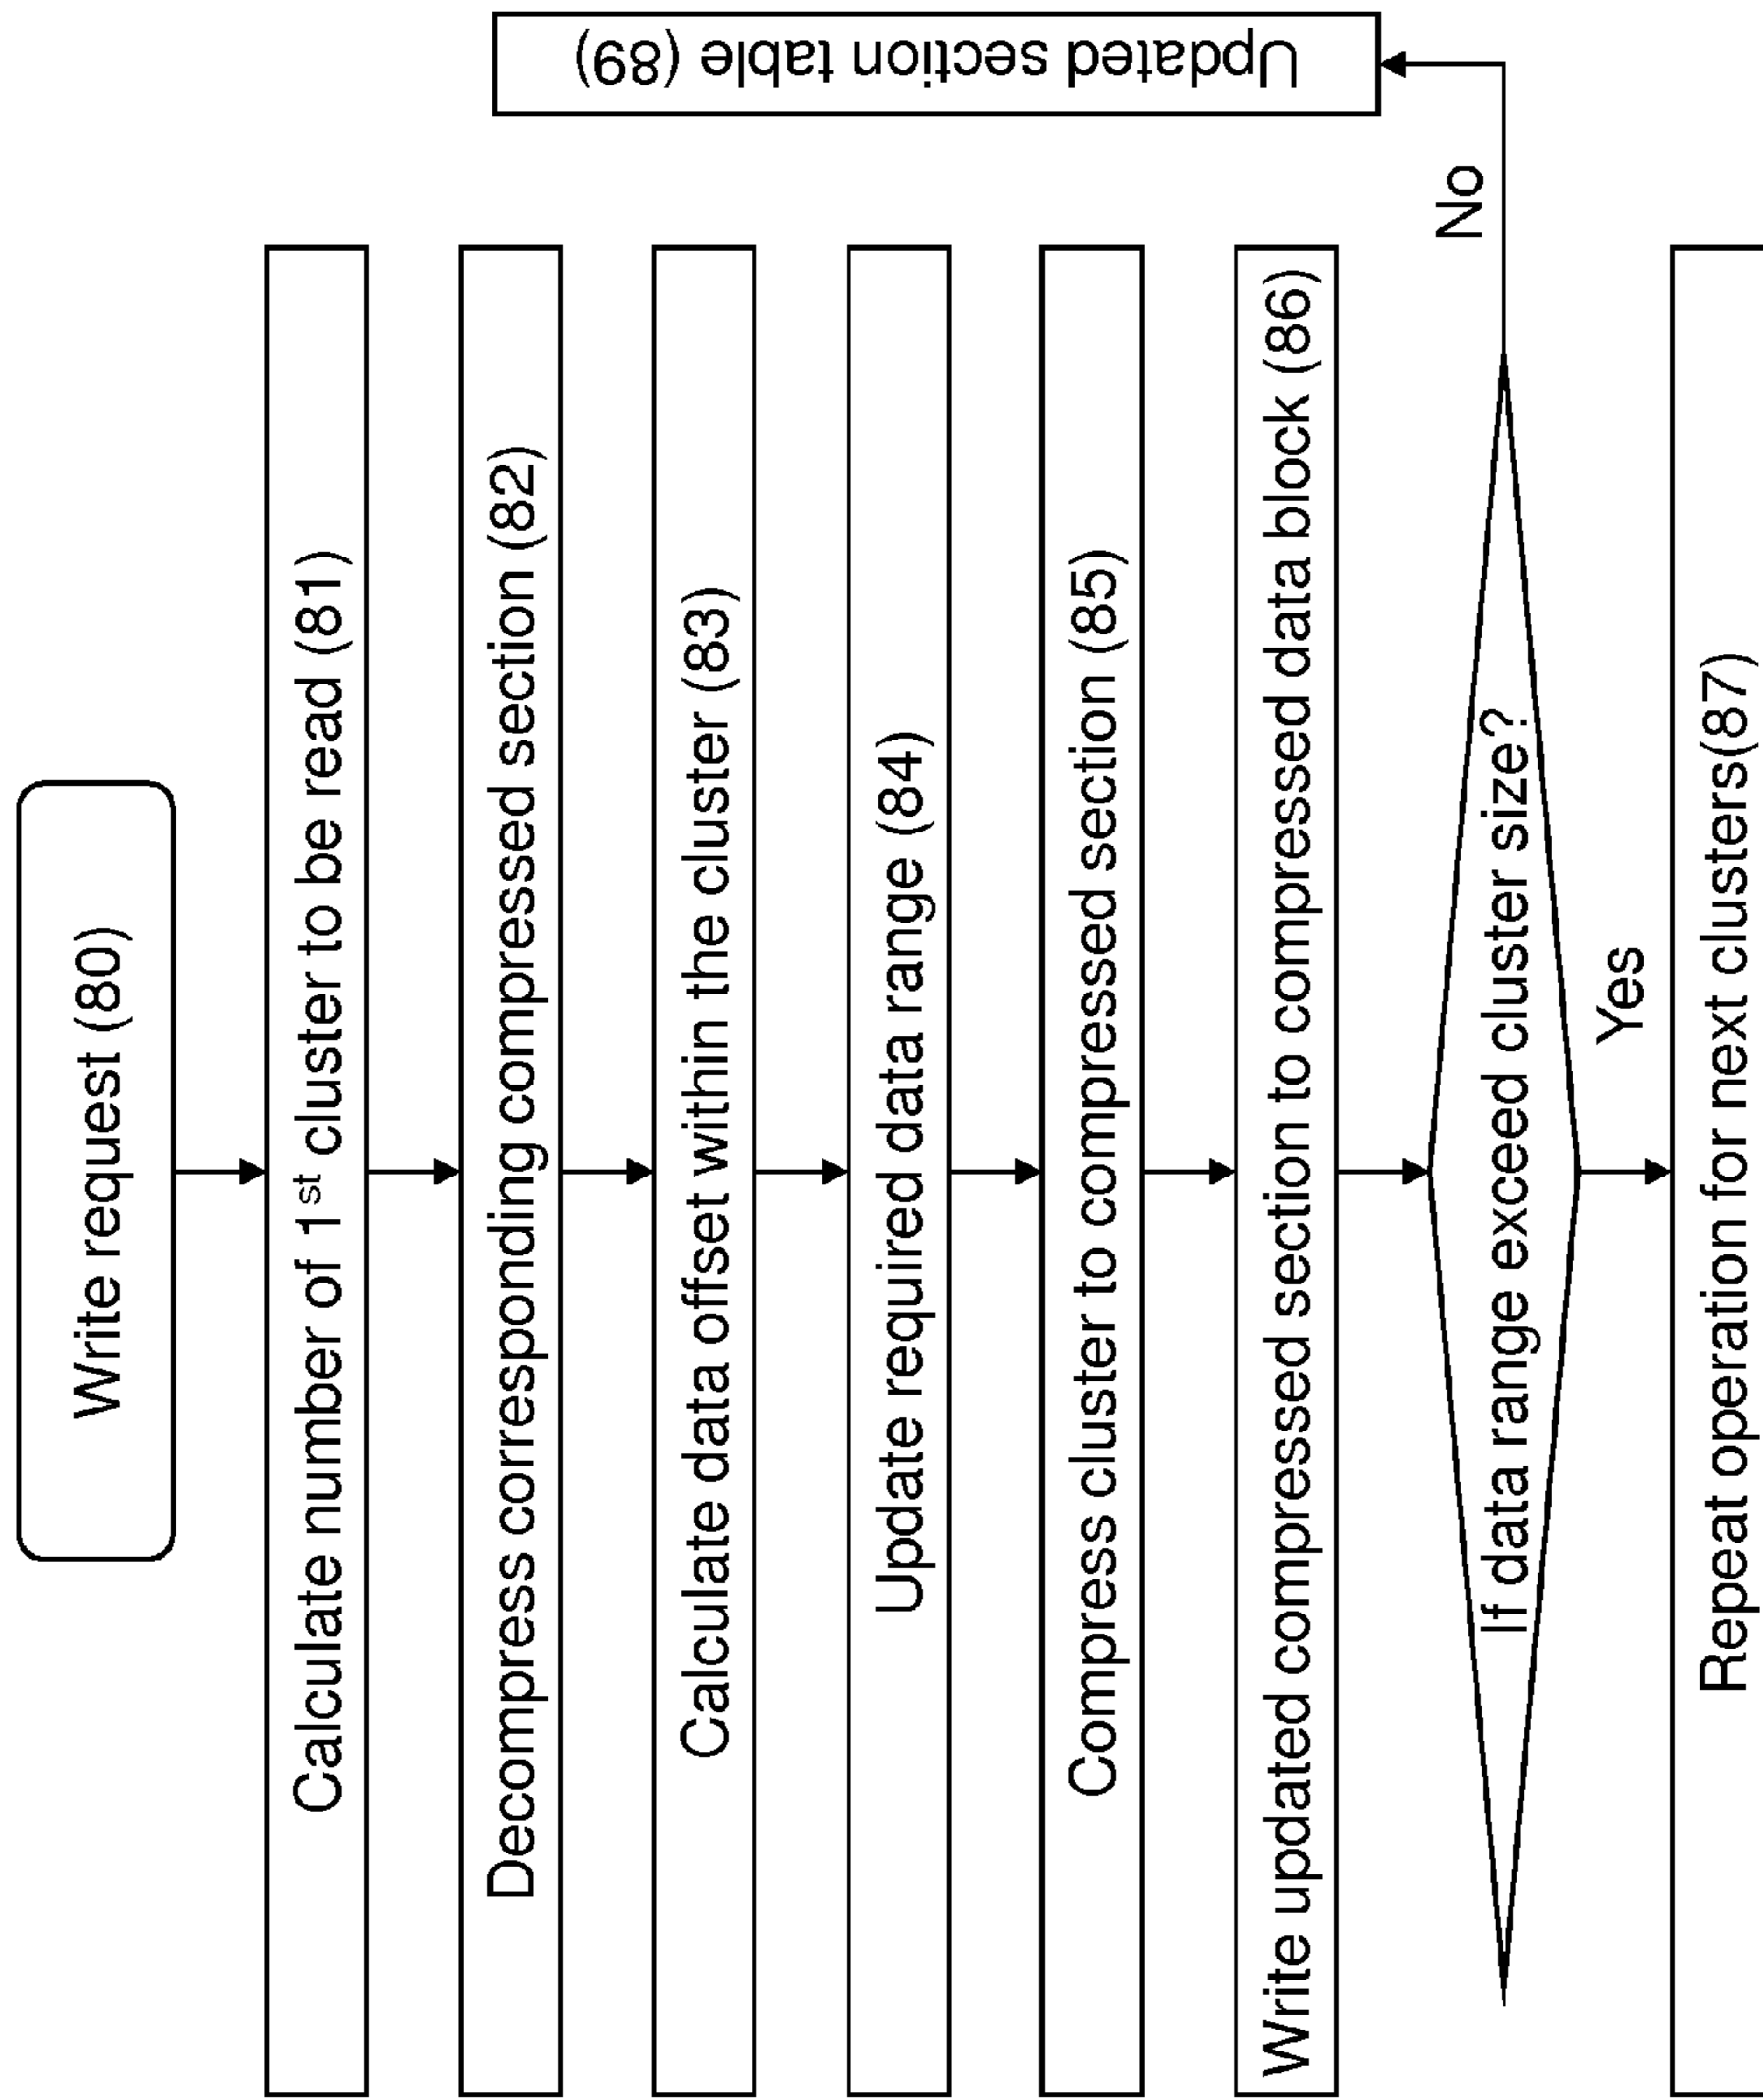 Write request (80)
Calculate number of 1st cluster to be read (81)
Decompress corresponding compressed section (82)
Calculate data offset within the cluster (83)
Update required data range (84)
Compress cluster to compressed section (85)
Write updated compressed section to compressed data block (86)
If data range exceed cluster size?
No
Updated section table (89)
Yes
Repeat operation for next clusters(87)